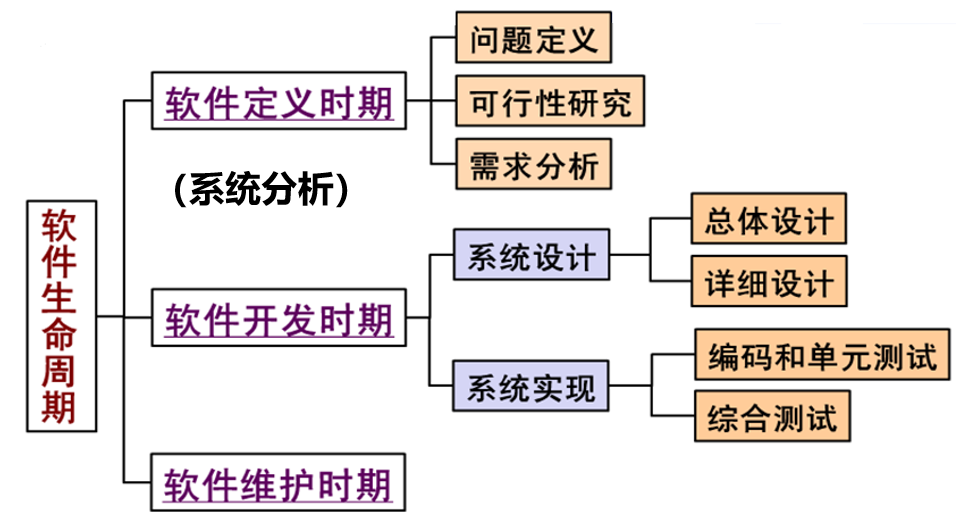 软件生命周期
软件定义时期
(系统分析)
问题定义
可行性研究
需求分析
软件开发时期
系统设计
总体设计
详细设计
系统实现
编码和单元测试
综合测试
软件维护时期